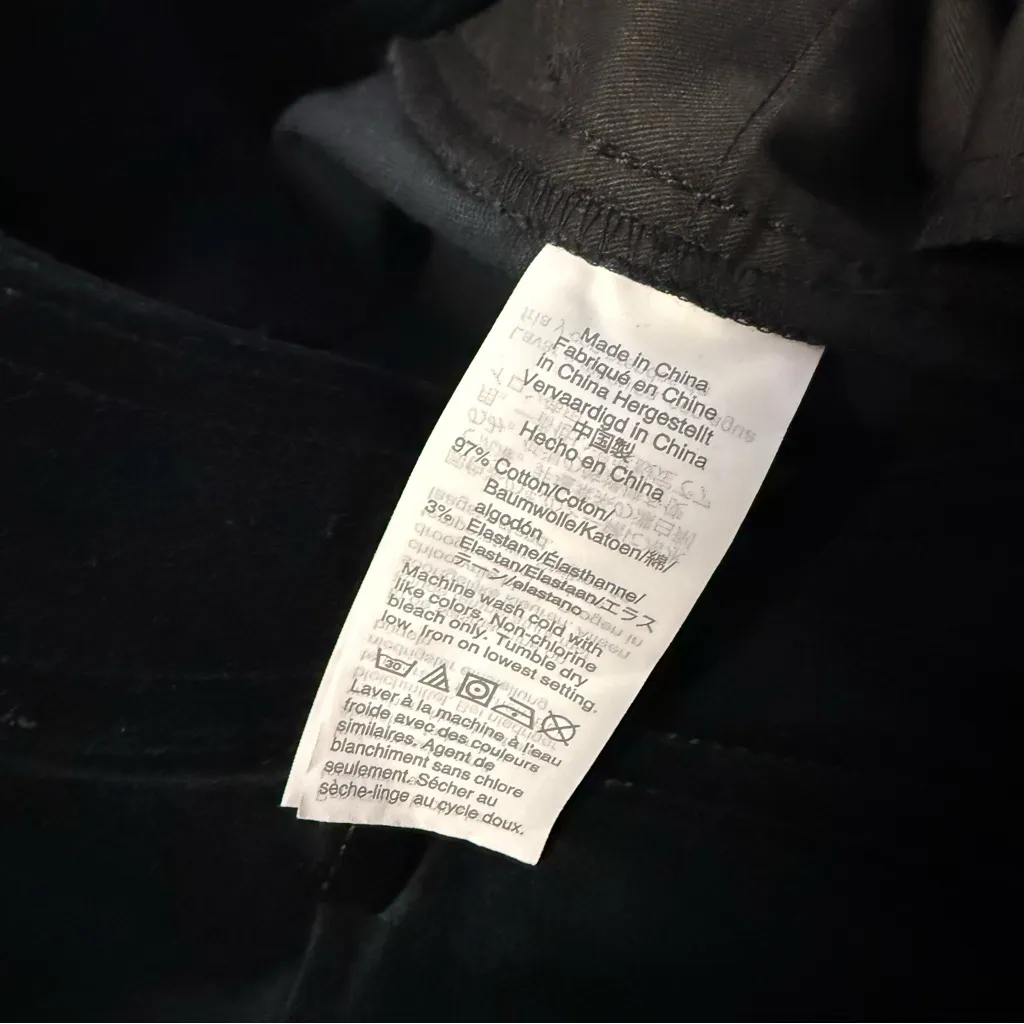 Made in China
Fabriqué en Chine
in China Hergestellt
Vervaardigd in China
中国製
Hecho en China
97% Cotton/Coton/
Baumwolle/Katoen/綿/
algodón
3% Elastane/Élasthanne/
Elastan/Elastaan/エラス
テーン/elastano
Machine wash cold with
like colors. Non-chlorine
bleach only. Tumble dry
low. Iron on lowest setting.
30
Laver à la machine à l'eau
froide avec des couleurs
similaires. Agent de
blanchiment sans chlore
seulement. Sécher au
sèche-linge au cycle doux.